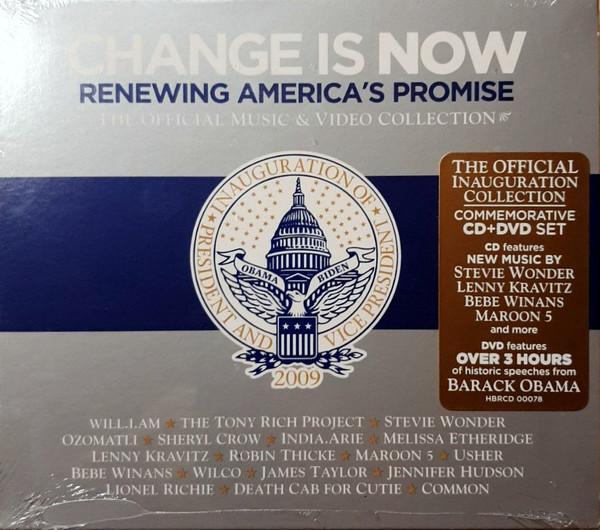 CHANGE IS NOW
RENEWING AMERICA'S PROMISE
THE OFFICIAL MUSIC & VIDEO COLLECTION
INAUGURATION OF
PRESIDENT AND VICE PRESIDENT
OBAMA BIDEN
2009
THE OFFICIAL
INAUGURATION
COLLECTION
COMMEMORATIVE
CD+DVD SET
CD features
NEW MUSIC BY
STEVIE WONDER
LENNY KRAVITZ
BEBE WINANS
MAROON 5
and more
DVD features
OVER 3 HOURS
of historic speeches from
BARACK OBAMA
HBRCD 00078
WILL.I.AM ★ THE TONY RICH PROJECT ★ STEVIE WONDER
OZOMATLI ★ SHERYL CROW ★ INDIA.ARIE ★ MELISSA ETHERIDGE
LENNY KRAVITZ ★ ROBIN THICKE ★ MAROON 5 ★ USHER
BEBE WINANS ★ WILCO ★ JAMES TAYLOR ★ JENNIFER HUDSON
LIONEL RICHIE ★ DEATH CAB FOR CUTIE ★ COMMON